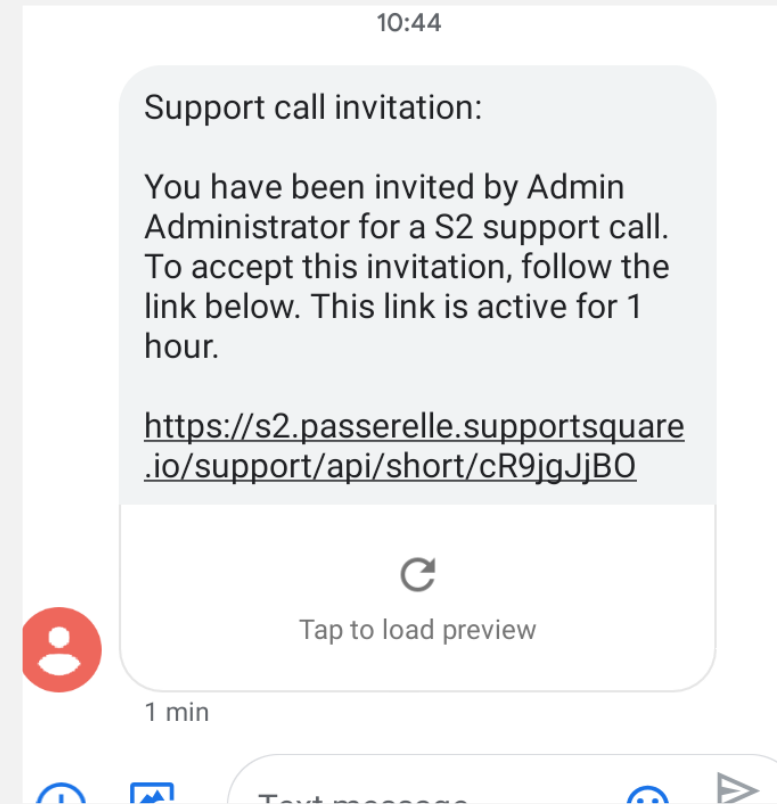 10:44
Support call invitation:
You have been invited by Admin
Administrator for a S2 support call.
To accept this invitation, follow the
link below. This link is active for 1
hour.
https://s2.passerelle.supportsquare
.io/support/api/short/cR9jgJjBO
Tap to load preview
1 min
Text message